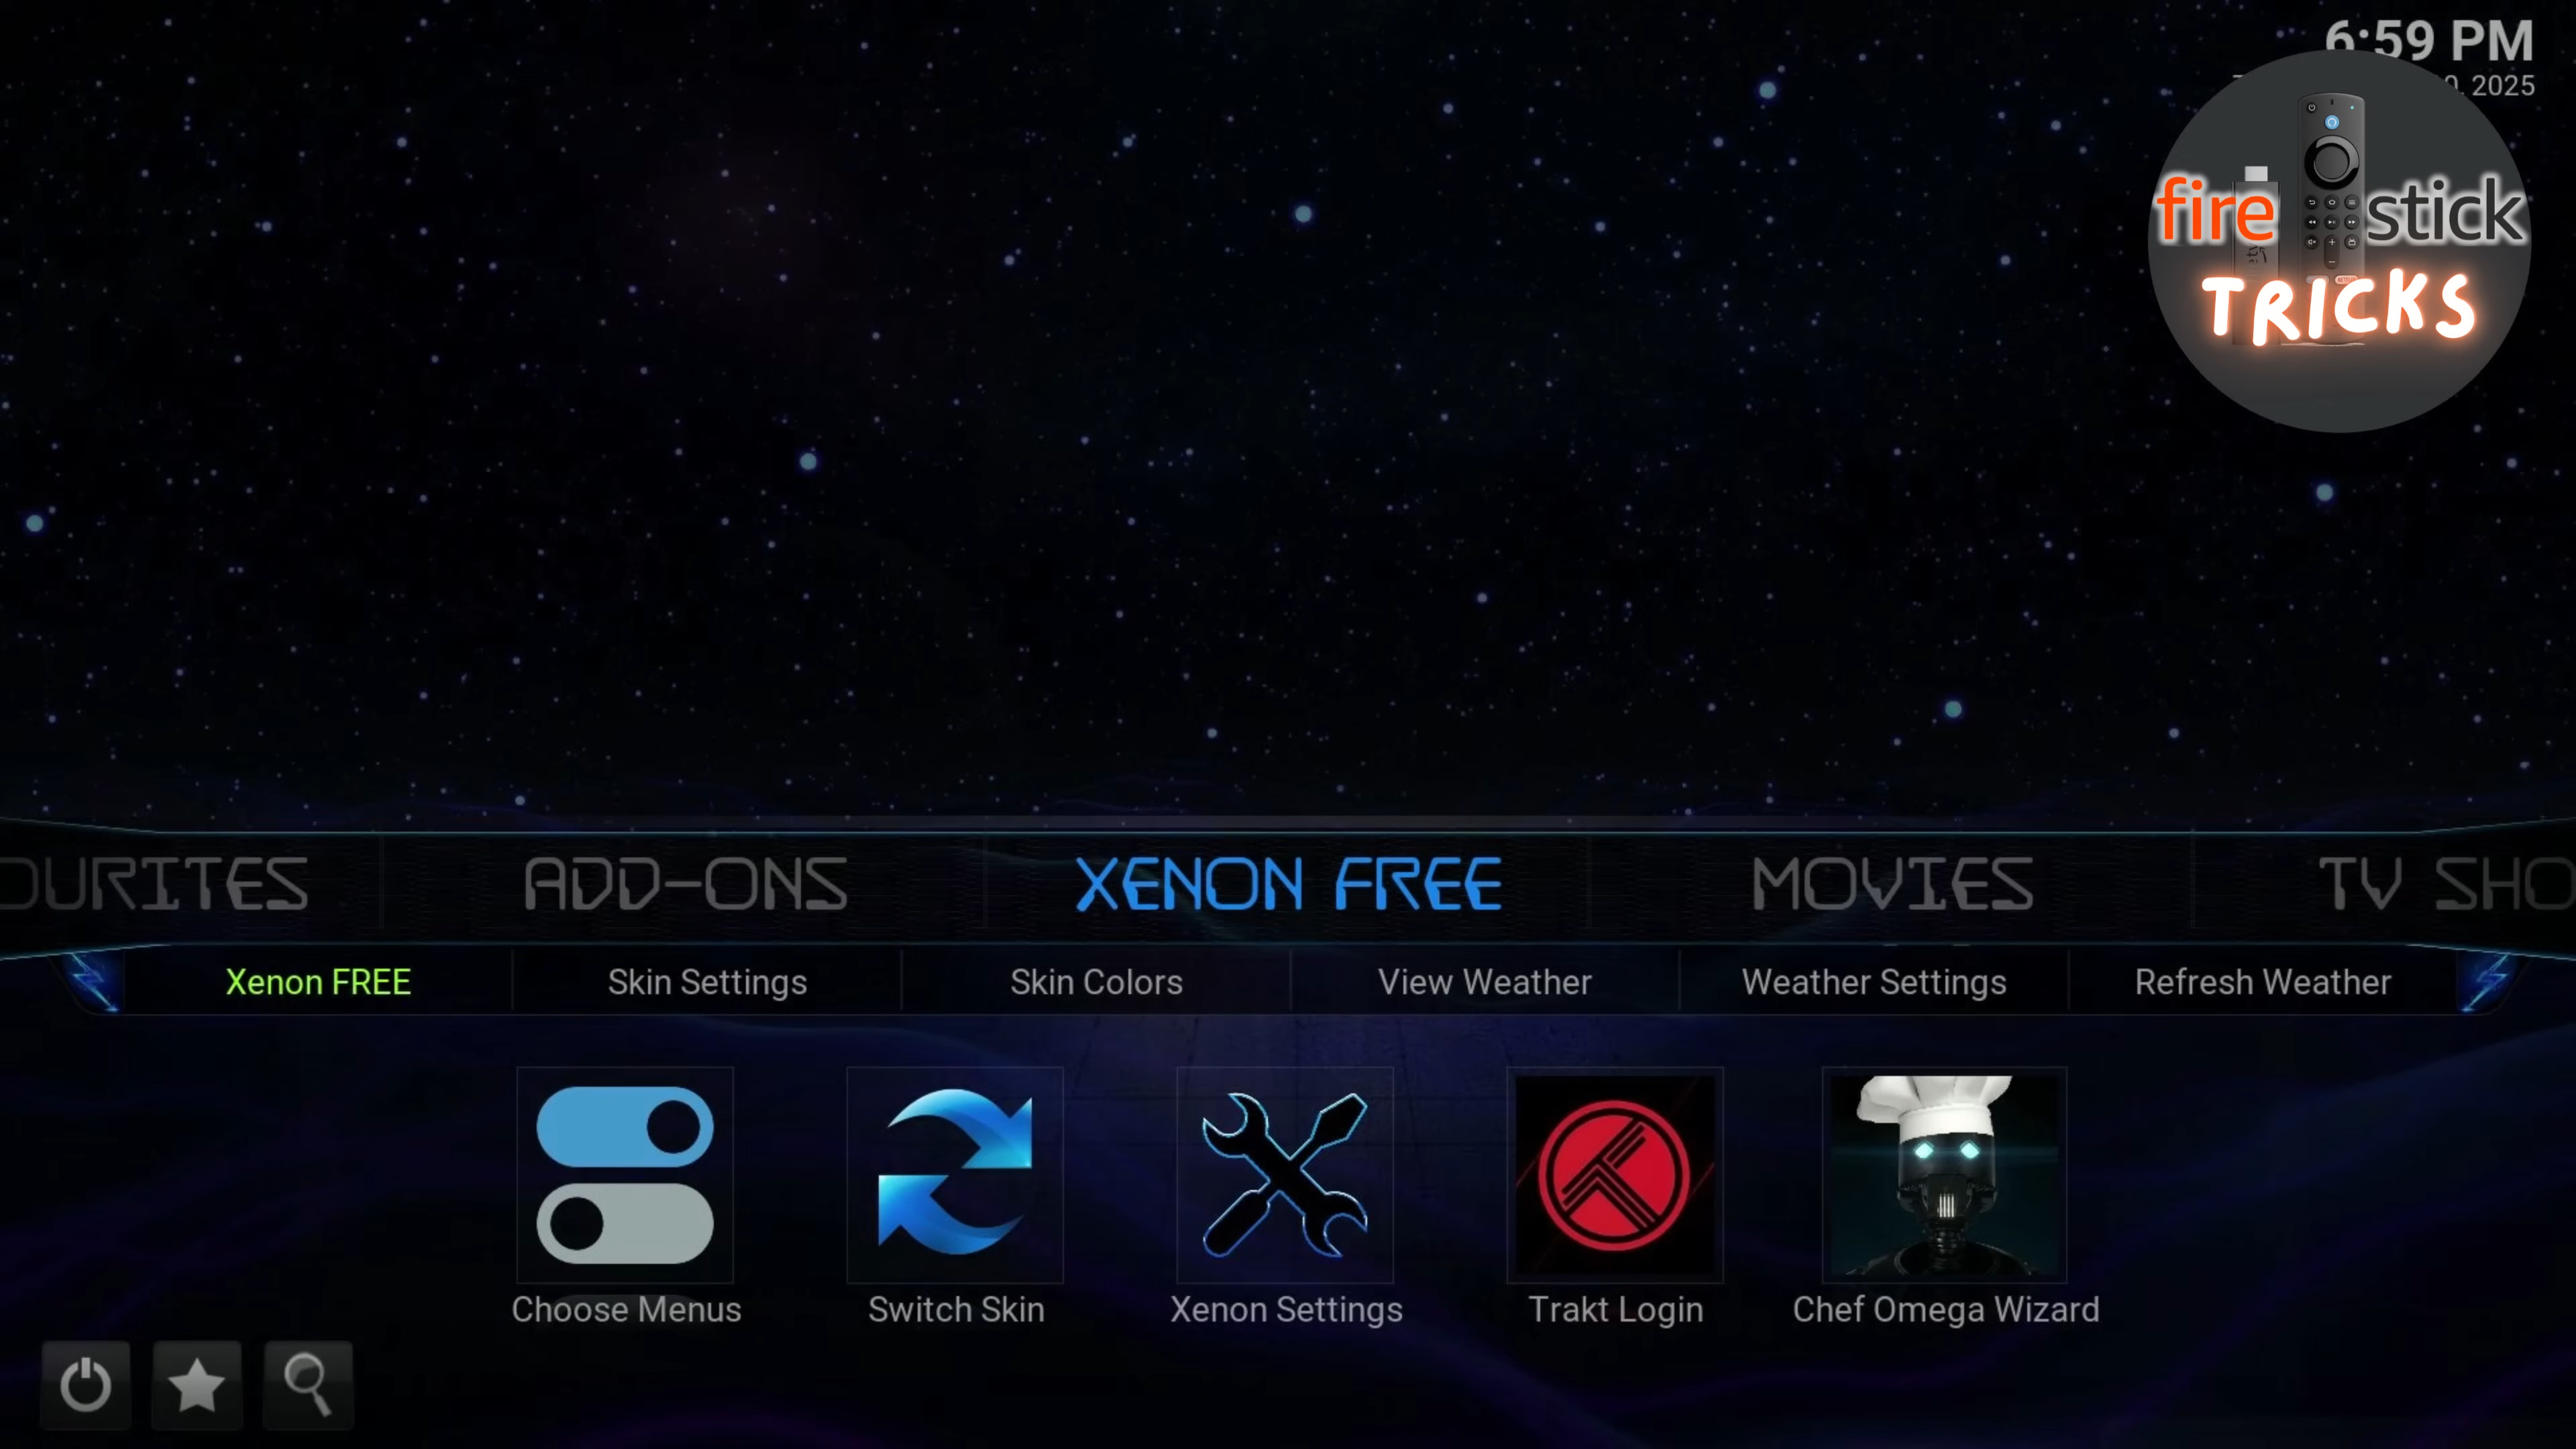 6:59 PM
2025
fire stick
TRICKS
OURITES
ADD-ONS
XENON FREE
MOVIES
TV SHO
Xenon FREE
Skin Settings
Skin Colors
View Weather
Weather Settings
Refresh Weather
Choose Menus
Switch Skin
Xenon Settings
Trakt Login
Chef Omega Wizard